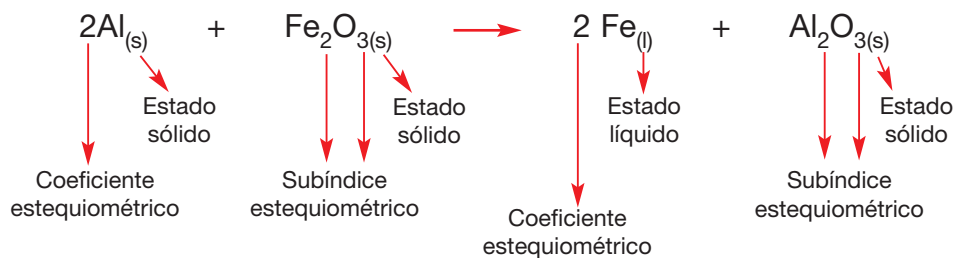 2Al(s) + Fe2O3(s) 2 Fe(l) + Al2O3(s)
Estado
sólido
Estado
sólido
Estado
líquido
Estado
sólido
Coeficiente
estequiométrico
Subíndice
estequiométrico
Coeficiente
estequiométrico
Subíndice
estequiométrico